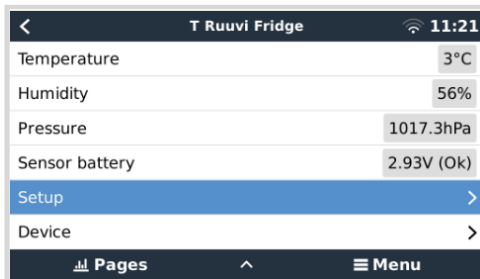 T Ruuvi Fridge 11:21
Temperature 3°C
Humidity 56%
Pressure 1017.3hPa
Sensor battery 2.93V (Ok)
Setup
Device
Pages Menu